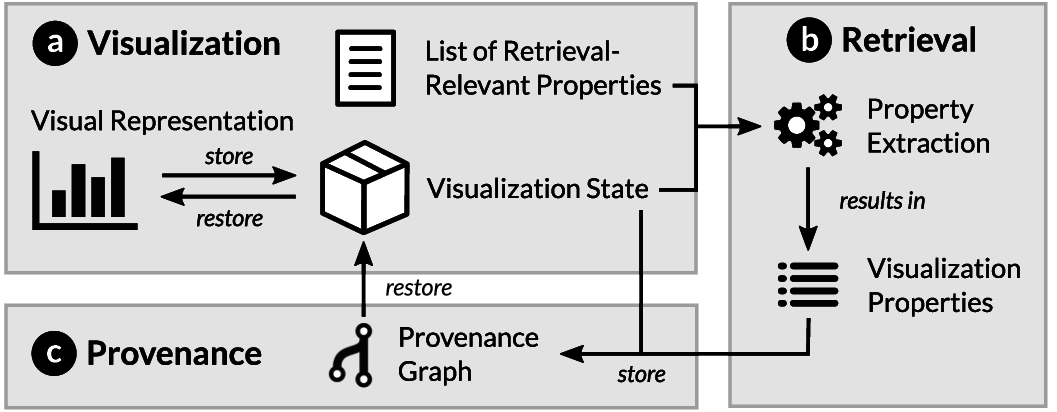 a Visualization
List of Retrieval-
Relevant Properties
Visual Representation
store
restore
Visualization State
restore
b Retrieval
Property
Extraction
results in
Visualization
Properties
c Provenance
Provenance
Graph
store